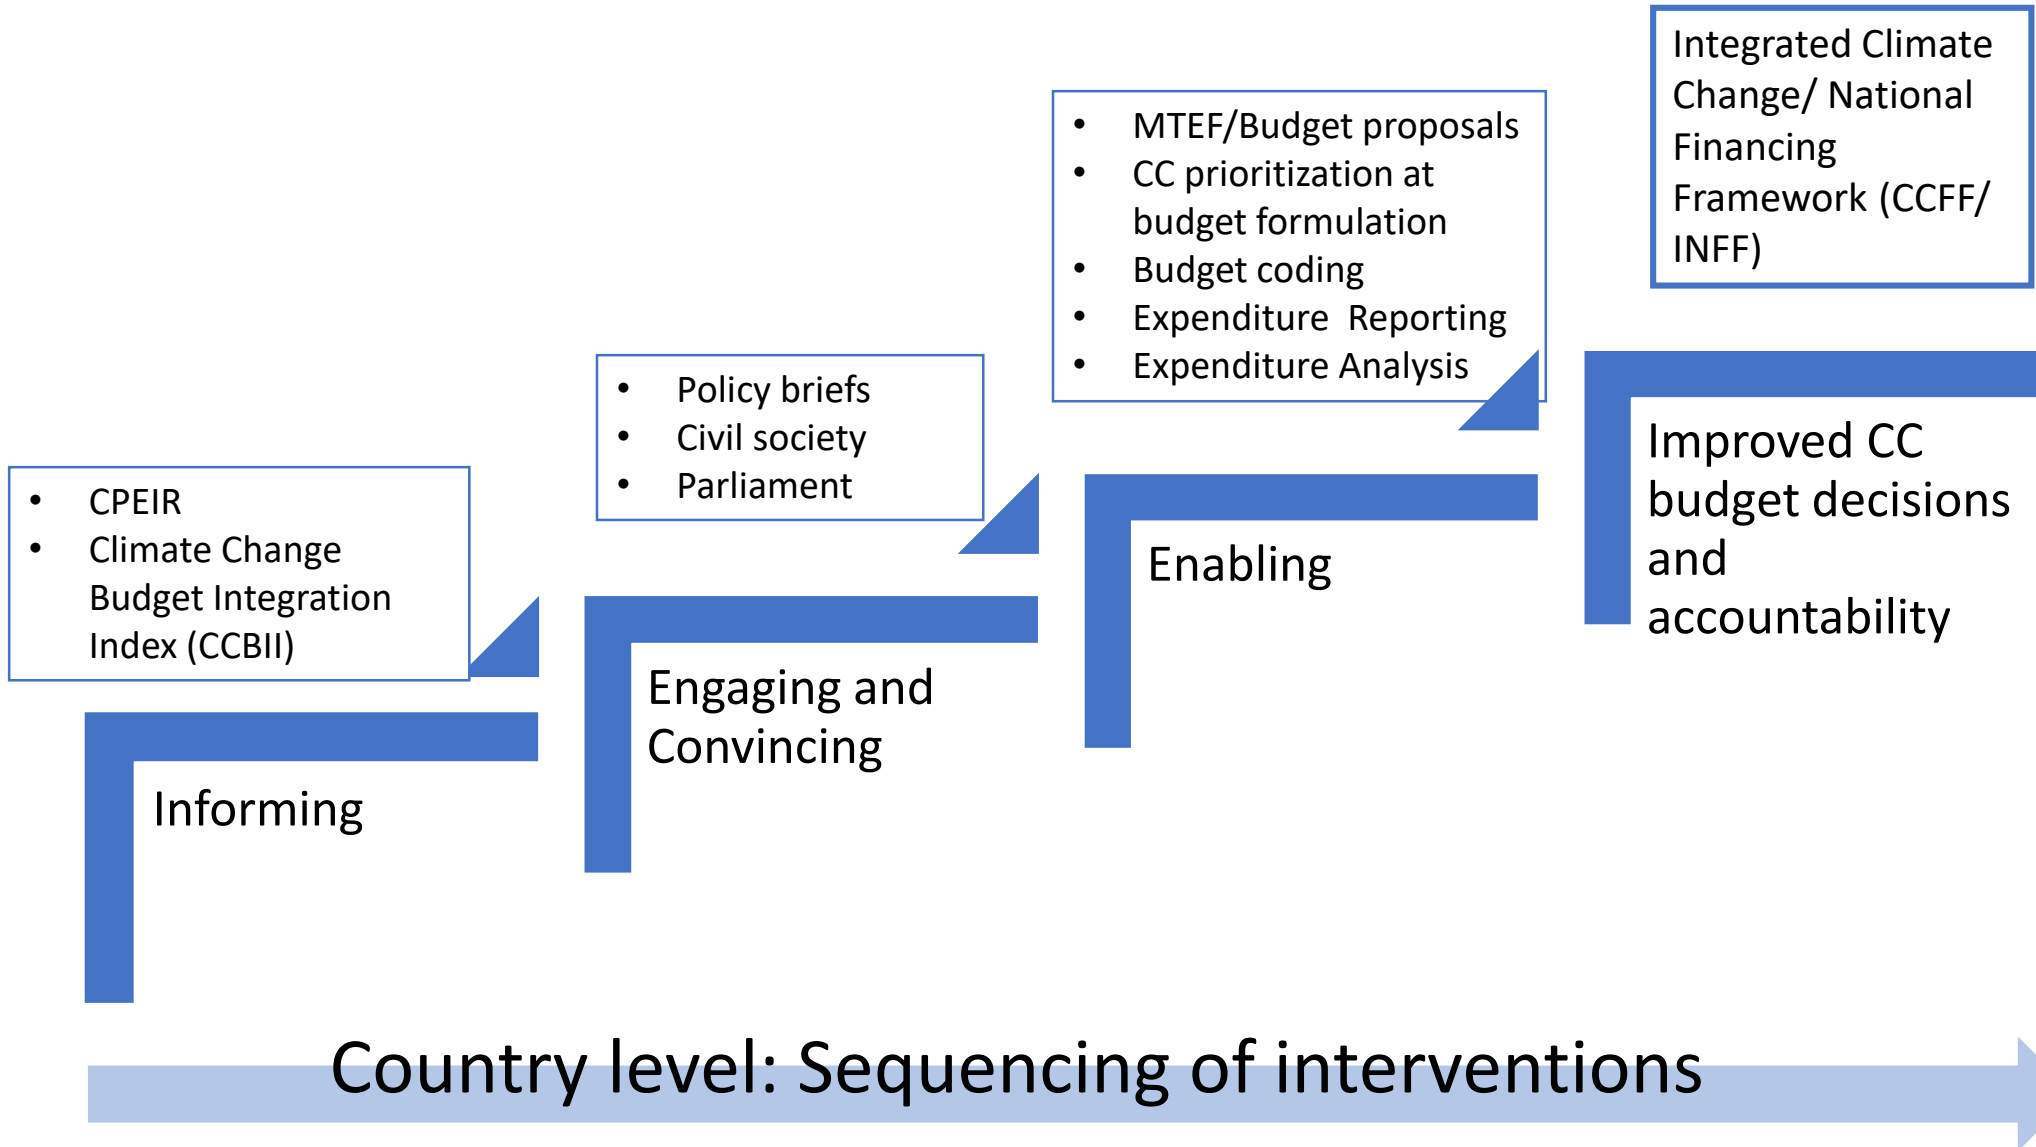 • CPEIR
• Climate Change
Budget Integration
Index (CCBII)
Informing
• Policy briefs
• Civil society
• Parliament
Engaging and
Convincing
• MTEF/Budget proposals
• CC prioritization at
budget formulation
• Budget coding
• Expenditure  Reporting
• Expenditure Analysis
Enabling
Integrated Climate
Change/ National
Financing
Framework (CCFF/
INFF)
Improved CC
budget decisions
and
accountability
Country level: Sequencing of interventions